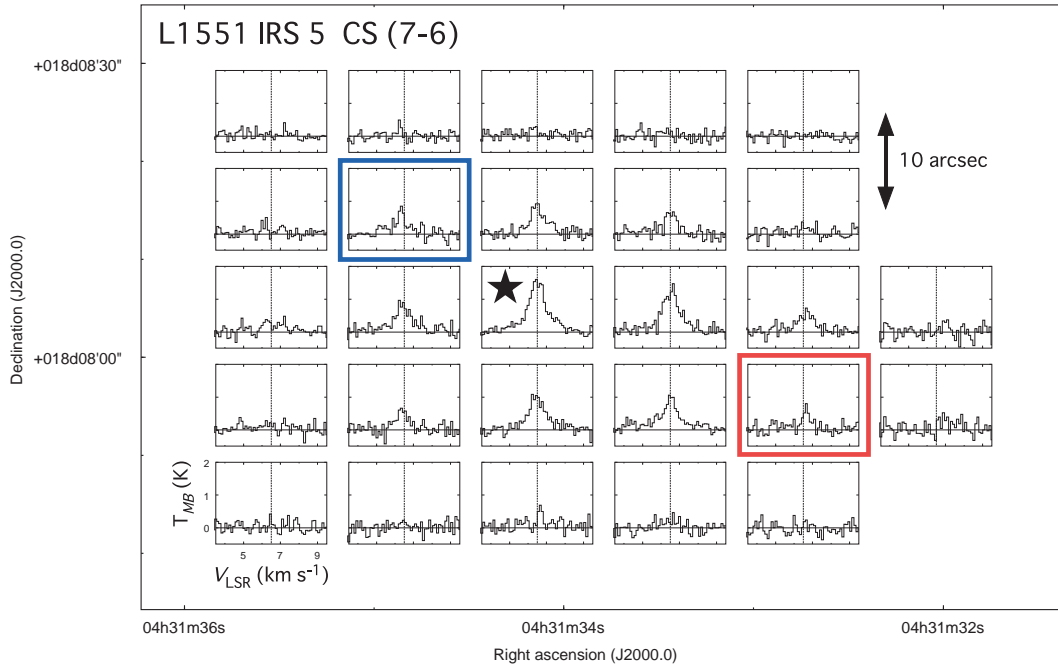 L1551 IRS 5 CS (7-6)
+018d08'30"
10 arcsec
Declination (J2000.0)
+018d08'00"
T_MB (K)
2
1
0
5 7 9
V_LSR (km s⁻¹)
04h31m36s 04h31m34s 04h31m32s
Right ascension (J2000.0)